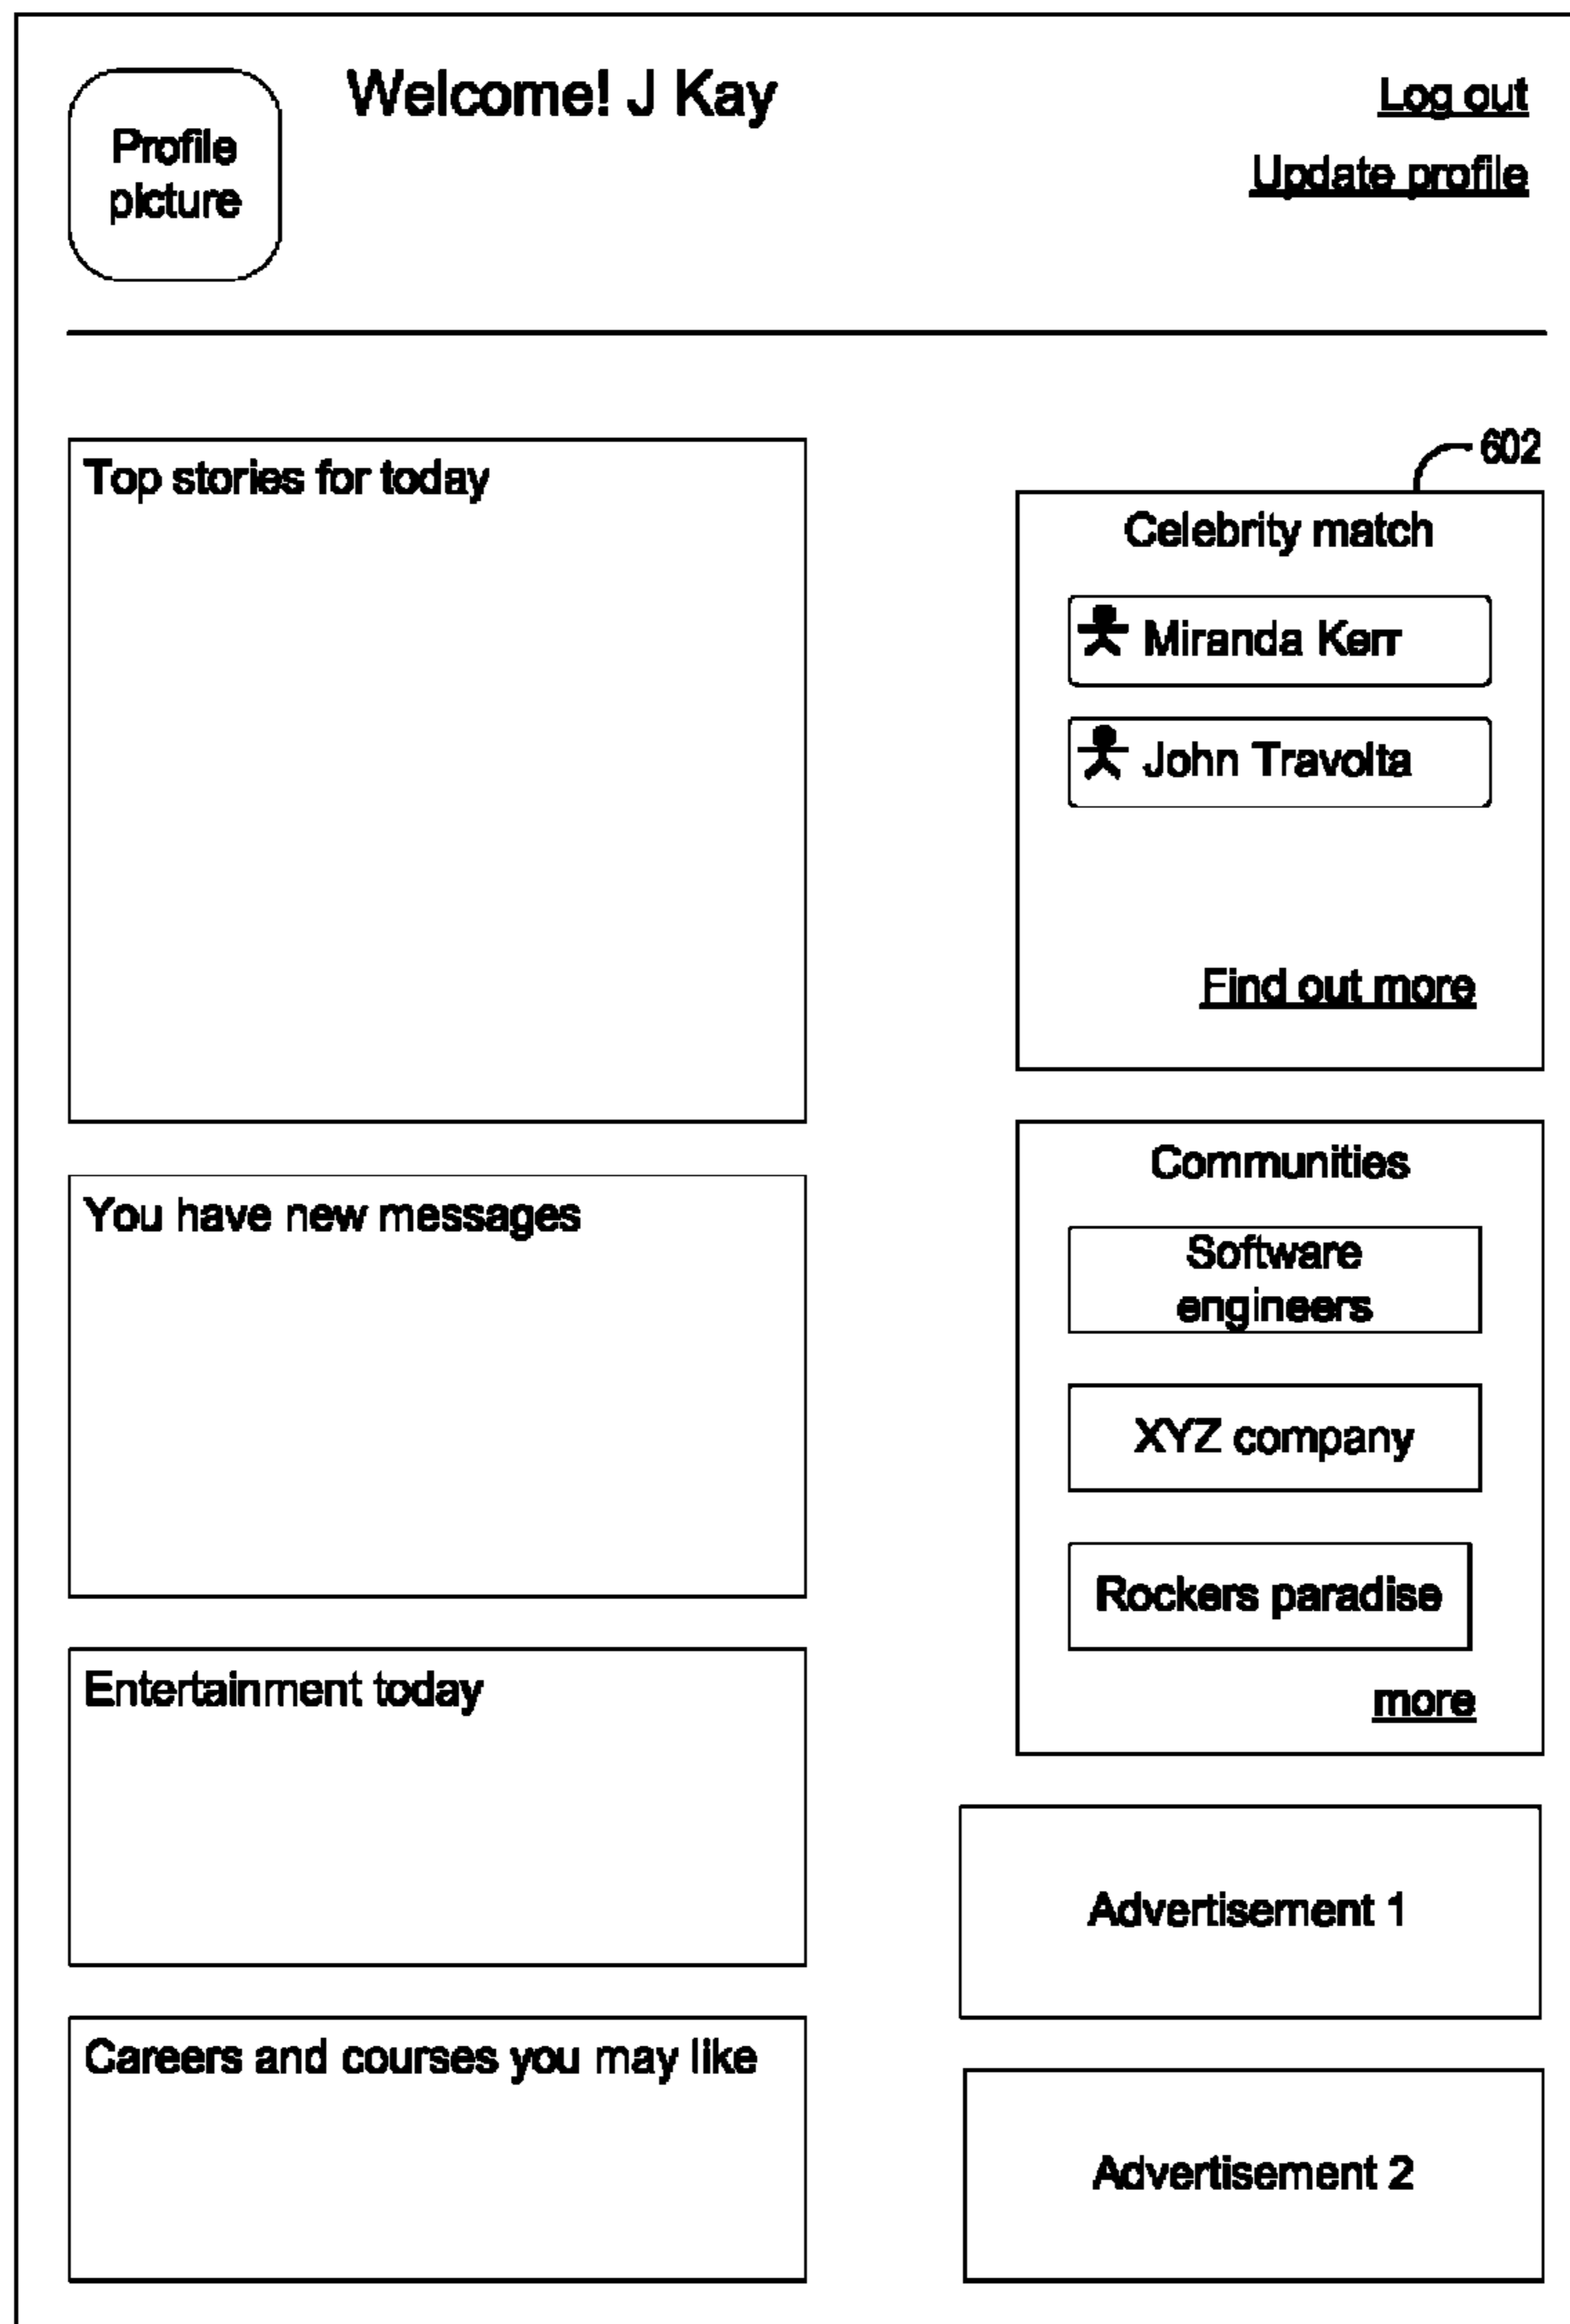 Profile
picture
Welcome! J Kay
Log out
Update profile
Top stories for today
You have new messages
Entertainment today
Careers and courses you may like
602
Celebrity match
Miranda Kerr
John Travolta
Find out more
Communities
Software
engineers
XYZ company
Rockers paradise
more
Advertisement 1
Advertisement 2